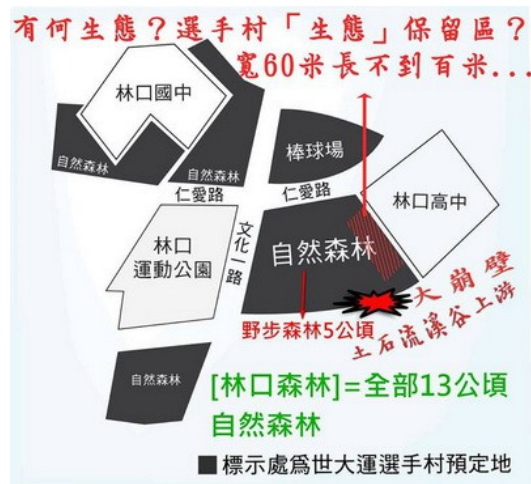 有何生態？選手村「生態」保留區？
寬60米長不到百米...
林口國中
自然森林
自然森林
棒球場
仁愛路
仁愛路
林口高中
林口
運動公園
文化一路
自然森林
大崩壁
土石流溪谷上游
野步森林5公頃
自然森林
[林口森林]=全部13公頃
自然森林
■標示處爲世大運選手村預定地